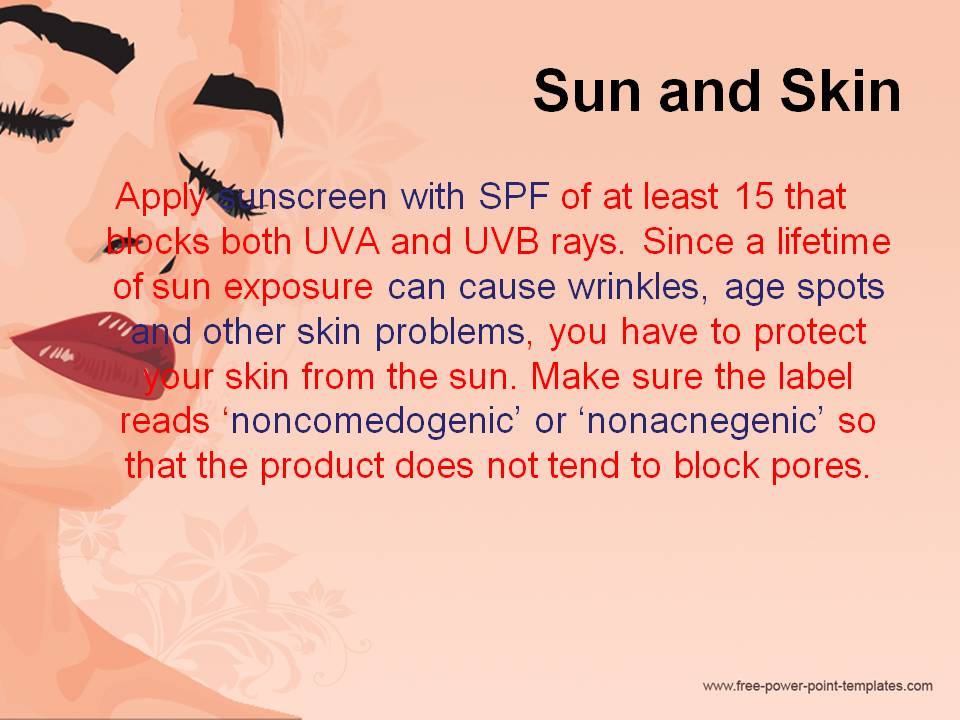 Sun and Skin
Apply sunscreen with SPF of at least 15 that
blocks both UVA and UVB rays. Since a lifetime
of sun exposure can cause wrinkles, age spots
and other skin problems, you have to protect
your skin from the sun. Make sure the label
reads ‘noncomedogenic’ or ‘nonacnegenic’ so
that the product does not tend to block pores.
www.free-power-point-templates.com